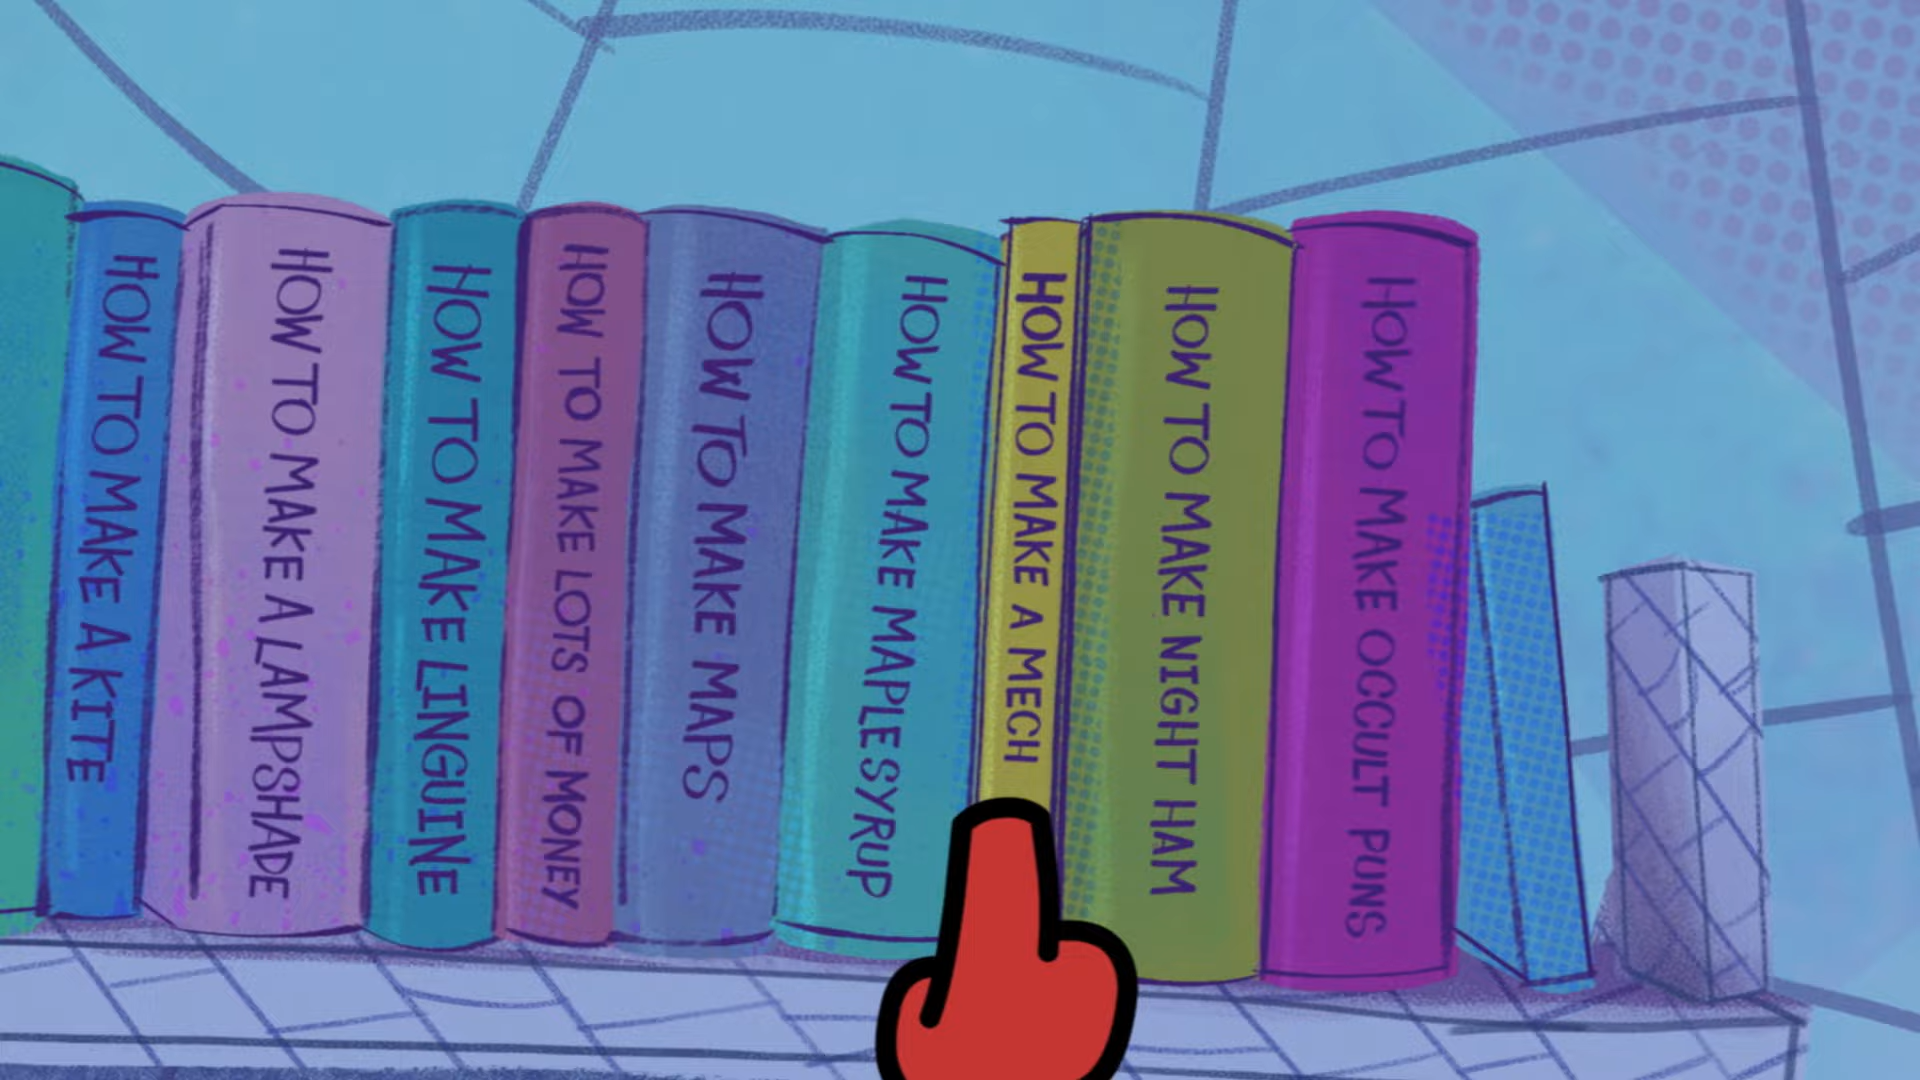 HOW TO MAKE A KITE
HOW TO MAKE A LAMPSHADE
HOW TO MAKE LINGUINE
HOW TO MAKE LOTS OF MONEY
HOW TO MAKE MAPS
HOW TO MAKE MAPLE SYRUP
HOW TO MAKE A MECH
HOW TO MAKE NIGHT HAM
HOW TO MAKE OCCULT PUNS